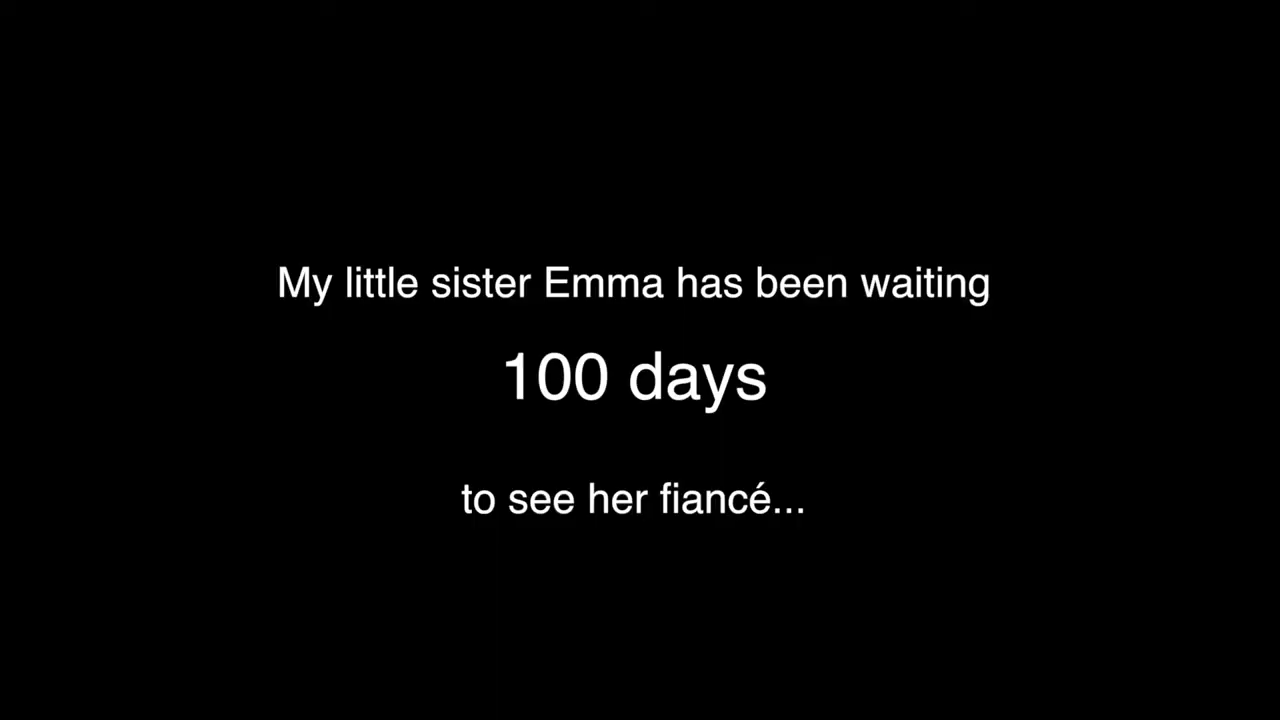 My little sister Emma has been waiting
100 days
to see her fiancé...